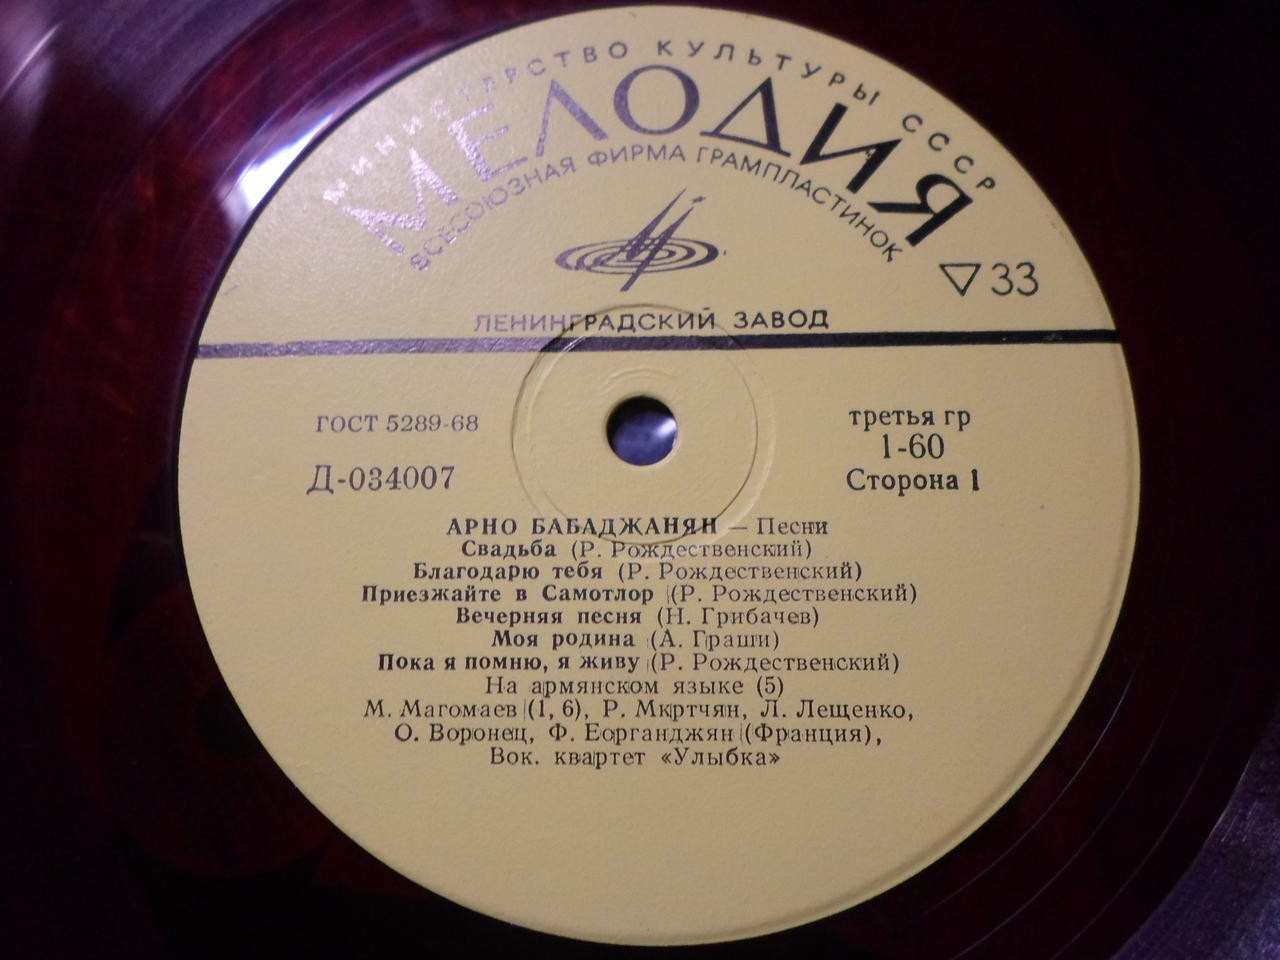 МИНИСТЕРСТВО КУЛЬТУРЫ СССР
МЕЛОДИЯ
ВСЕСОЮЗНАЯ ФИРМА ГРАМПЛАСТИНОК
▽33
ЛЕНИНГРАДСКИЙ ЗАВОД
ГОСТ 5289-68
Д-034007
третья гр
1-60
Сторона 1
АРНО БАБАДЖАНЯН — Песни
Свадьба (Р. Рождественский)
Благодарю тебя (Р. Рождественский)
Приезжайте в Самотлор (Р. Рождественский)
Вечерняя песня (Н. Грибачев)
Моя родина (А. Граши)
Пока я помню, я живу (Р. Рождественский)
На армянском языке (5)
М. Магомаев (1, 6), Р. Мкртчян, Л. Лещенко,
О. Воронец, Ф. Еорганджян (Франция),
Вок. квартет «Улыбка»